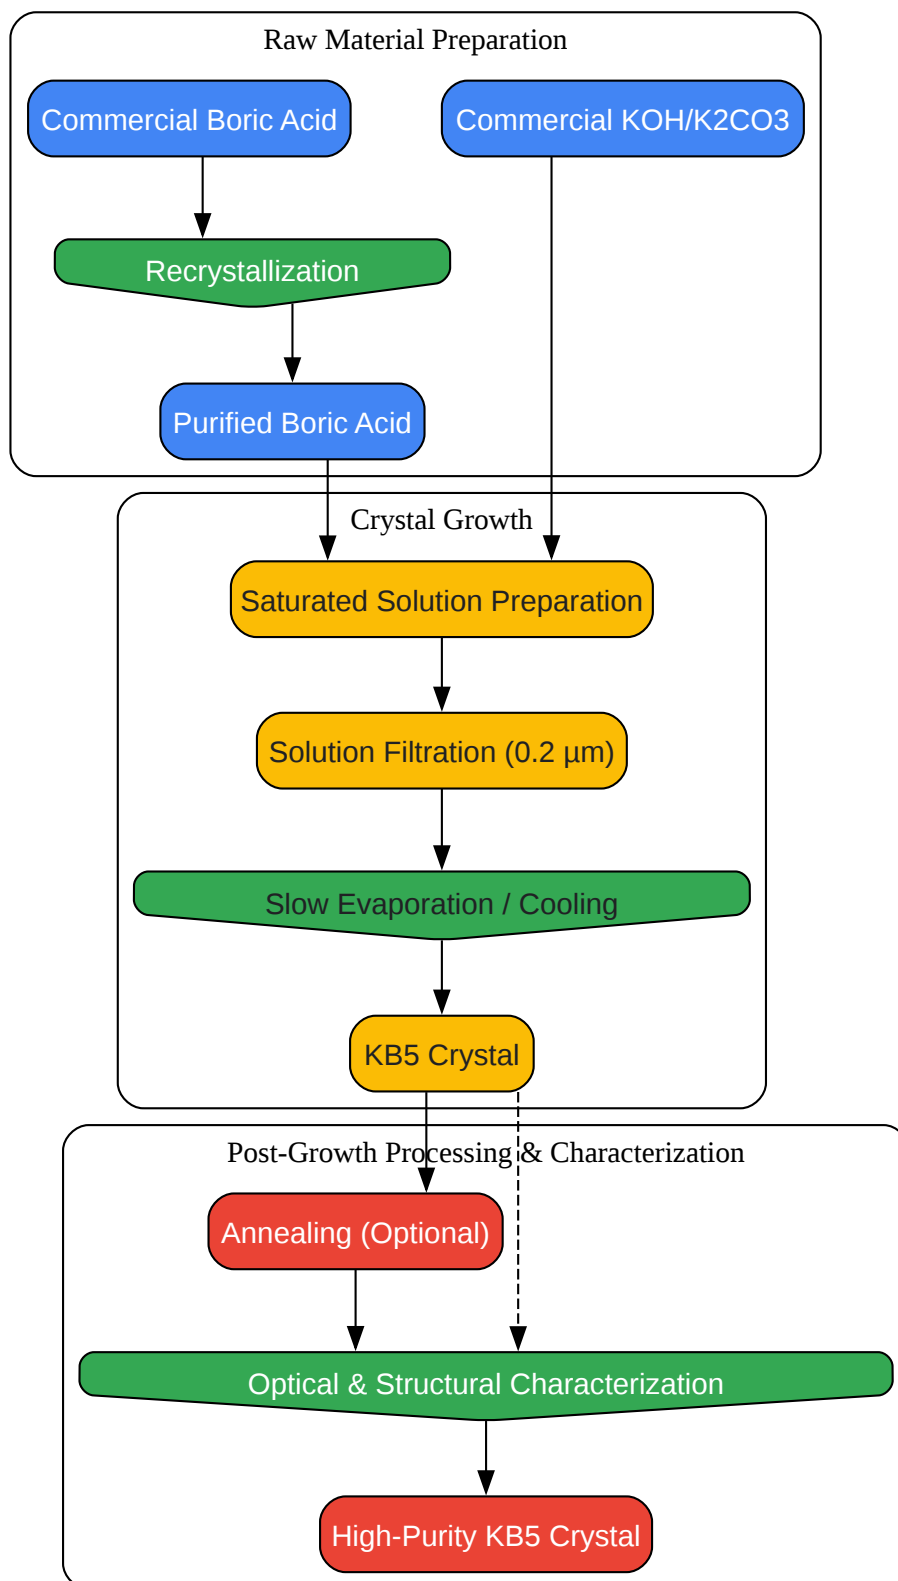 Raw Material Preparation
Commercial Boric Acid
Commercial KOH/K2CO3
Recrystallization
Purified Boric Acid
Crystal Growth
Saturated Solution Preparation
Solution Filtration (0.2 µm)
Slow Evaporation / Cooling
KB5 Crystal
Post-Growth Processing & Characterization
Annealing (Optional)
Optical & Structural Characterization
High-Purity KB5 Crystal